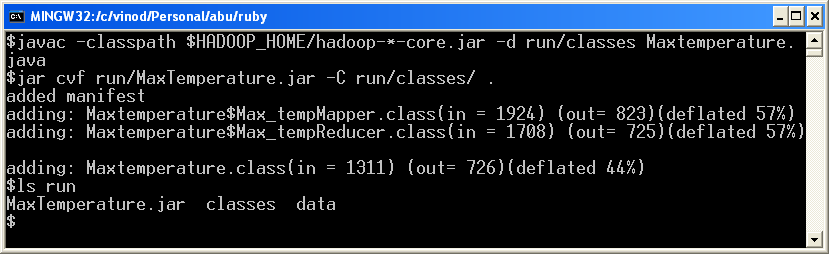 MINGW32:/c/vinod/Personal/abu/ruby
$javac -classpath $HADOOP_HOME/hadoop-*-core.jar -d run/classes Maxtemperature.
java
$jar cvf run/MaxTemperature.jar -C run/classes/ .
added manifest
adding: Maxtemperature$Max_tempMapper.class(in = 1924) (out= 823)(deflated 57%)
adding: Maxtemperature$Max_tempReducer.class(in = 1708) (out= 725)(deflated 57%)
adding: Maxtemperature.class(in = 1311) (out= 726)(deflated 44%)
$ls run
MaxTemperature.jar  classes  data
$